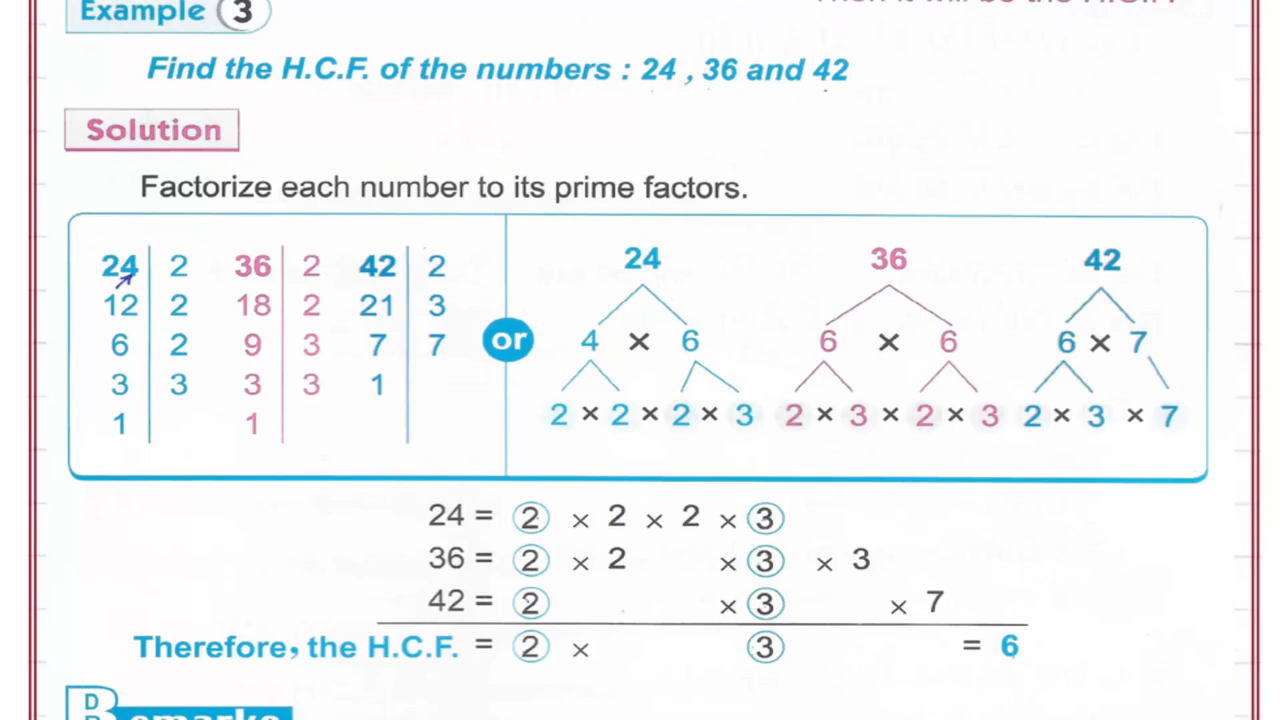 Example 3
Find the H.C.F. of the numbers : 24 , 36 and 42
Solution
Factorize each number to its prime factors.
24 2 36 2 42 2
12 2 18 2 21 3
6 2 9 3 7 7
3 3 3 3 1
1 1
or
24
4 × 6
2 × 2 × 2 × 3
36
6 × 6
2 × 3 × 2 × 3
42
6 × 7
2 × 3 × 7
24 = 2 × 2 × 2 × 3
36 = 2 × 2 × 3 × 3
42 = 2 × 3 × 7
Therefore, the H.C.F. = 2 × 3 = 6